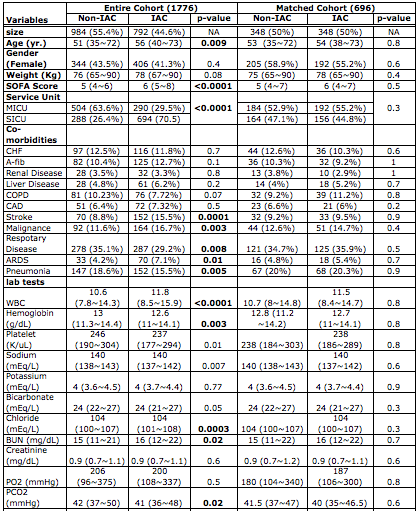 Entire Cohort (1776) Matched Cohort (696)
Non-IAC IAC p-value Non-IAC IAC p-value
size 984 (55.4%) 792 (44.6%) NA 348 (50%) 348 (50%) NA
Age (yr.) 51 (35~72) 56 (40~73) 0.009 53 (35~72) 54 (38~73) 0.8
Gender
(Female) 344 (43.5%) 406 (41.3%) 0.4 205 (58.9%) 192 (55.2%) 0.6
Weight (Kg) 76 (65~90) 78 (67~90) 0.08 75 (65~90) 78 (65~90) 0.4
SOFA Score 5 (4~6) 6 (5~8) <0.0001 5 (4~7) 6 (4~7) 0.5
Service Unit
MICU 504 (63.6%) 290 (29.5%) <0.0001 184 (52.9%) 192 (55.2%) 0.3
SICU 288 (26.4%) 694 (70.5) 164 (47.1%) 156 (44.8%)
Co-
morbidities
CHF 97 (12.5%) 116 (11.8%) 0.7 44 (12.6%) 36 (10.3%) 0.6
A-fib 82 (10.4%) 125 (12.7%) 0.1 36 (10.3%) 32 (9.2%) 1
Renal Disease 28 (3.5%) 32 (3.3%) 0.8 13 (3.8%) 10 (2.9%) 1
Liver Disease 28 (4.8%) 61 (6.2%) 0.2 14 (4%) 18 (5.2%) 0.7
COPD 81 (10.23%) 76 (7.72%) 0.07 32 (9.2%) 39 (11.2%) 0.8
CAD 51 (6.4%) 72 (7.32%) 0.5 23 (6.6%) 21 (6%) 0.2
Stroke 70 (8.8%) 152 (15.5%) 0.0001 32 (9.2%) 33 (9.5%) 0.9
Malignance 92 (11.6%) 164 (16.7%) 0.003 44 (12.6%) 51 (14.7%) 0.4
Respotary
Disease 278 (35.1%) 287 (29.2%) 0.008 121 (34.7%) 125 (35.9%) 0.5
ARDS 33 (4.2%) 70 (7.1%) 0.01 16 (4.8%) 18 (5.4%) 0.7
Pneumonia 147 (18.6%) 152 (15.5%) 0.005 67 (20%) 68 (20.3%) 0.9
lab tests
10.6 11.8 11.5
WBC (7.8~14.3) (8.5~15.9) <0.0001 10.7 (8~14.8) (8.4~14.7) 0.8
Hemoglobin 13 12.6 12.8 (11.2 12.7
(g/dL) (11.3~14.4) (11~14.1) 0.003 ~14.2) (11~14.1) 0.8
Platelet 246 237 238
(K/uL) (190~304) (177~294) 0.01 238 (184~303) (186~289) 0.8
Sodium 140 140 140
(mEq/L) (138~143) (137~142) 0.007 140 (138~143) (137~142) 0.6
Potassium
(mEq/L) 4 (3.6~4.5) 4 (3.7~4.4) 0.77 4 (3.6~4.5) 4 (3.7~4.4) 0.9
Bicarbonate
(mEq/L) 24 (22~27) 24 (21~27) 0.05 24 (22~27) 24 (21~27) 0.3
Chloride 104 104 104
(mEq/L) (100~107) (101~108) 0.0003 104 (100~107) (100~107) 0.3
BUN (mg/dL) 15 (11~21) 16 (12~22) 0.02 15 (11~22) 16 (12~22) 0.7
Creatinine
(mg/dL) 0.9 (0.7~1.1) 0.9 (0.7~1.1) 0.6 0.9 (0.7~1.2) 0.9 (0.7~1.1) 0.6
206 200 187
PO2 (mmHg) (96~375) (108~337) 0.5 180 (104~340) (106~300) 0.8
PCO2
(mmHg) 42 (37~50) 41 (36~48) 0.02 41.5 (37~47) 40 (35~46.5) 0.6